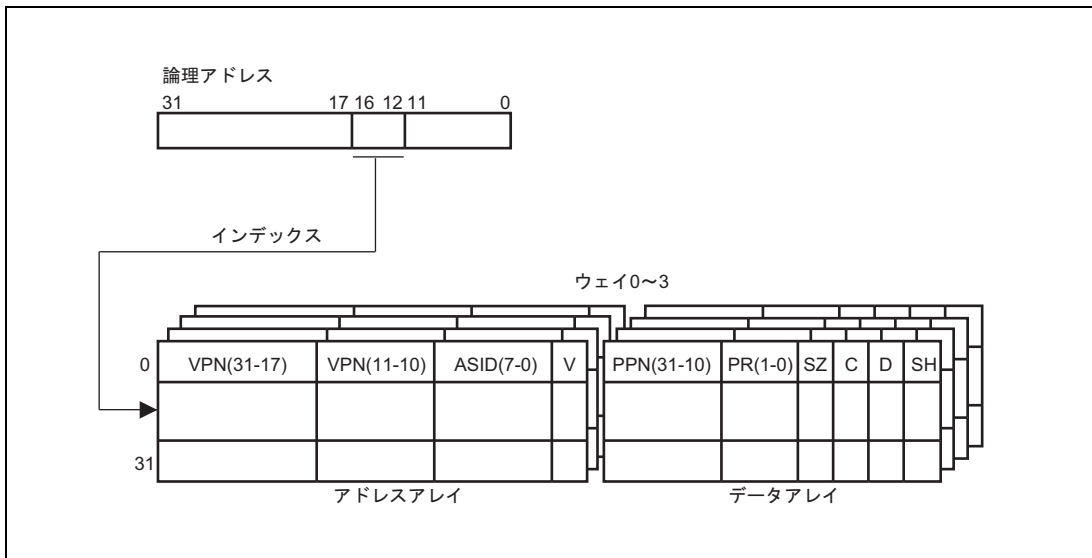 論理アドレス
31 17 16 12 11 0
インデックス
ウェイ0～3
0 VPN(31-17) VPN(11-10) ASID(7-0) V PPN(31-10) PR(1-0) SZ C D SH
31
アドレスアレイ データアレイ